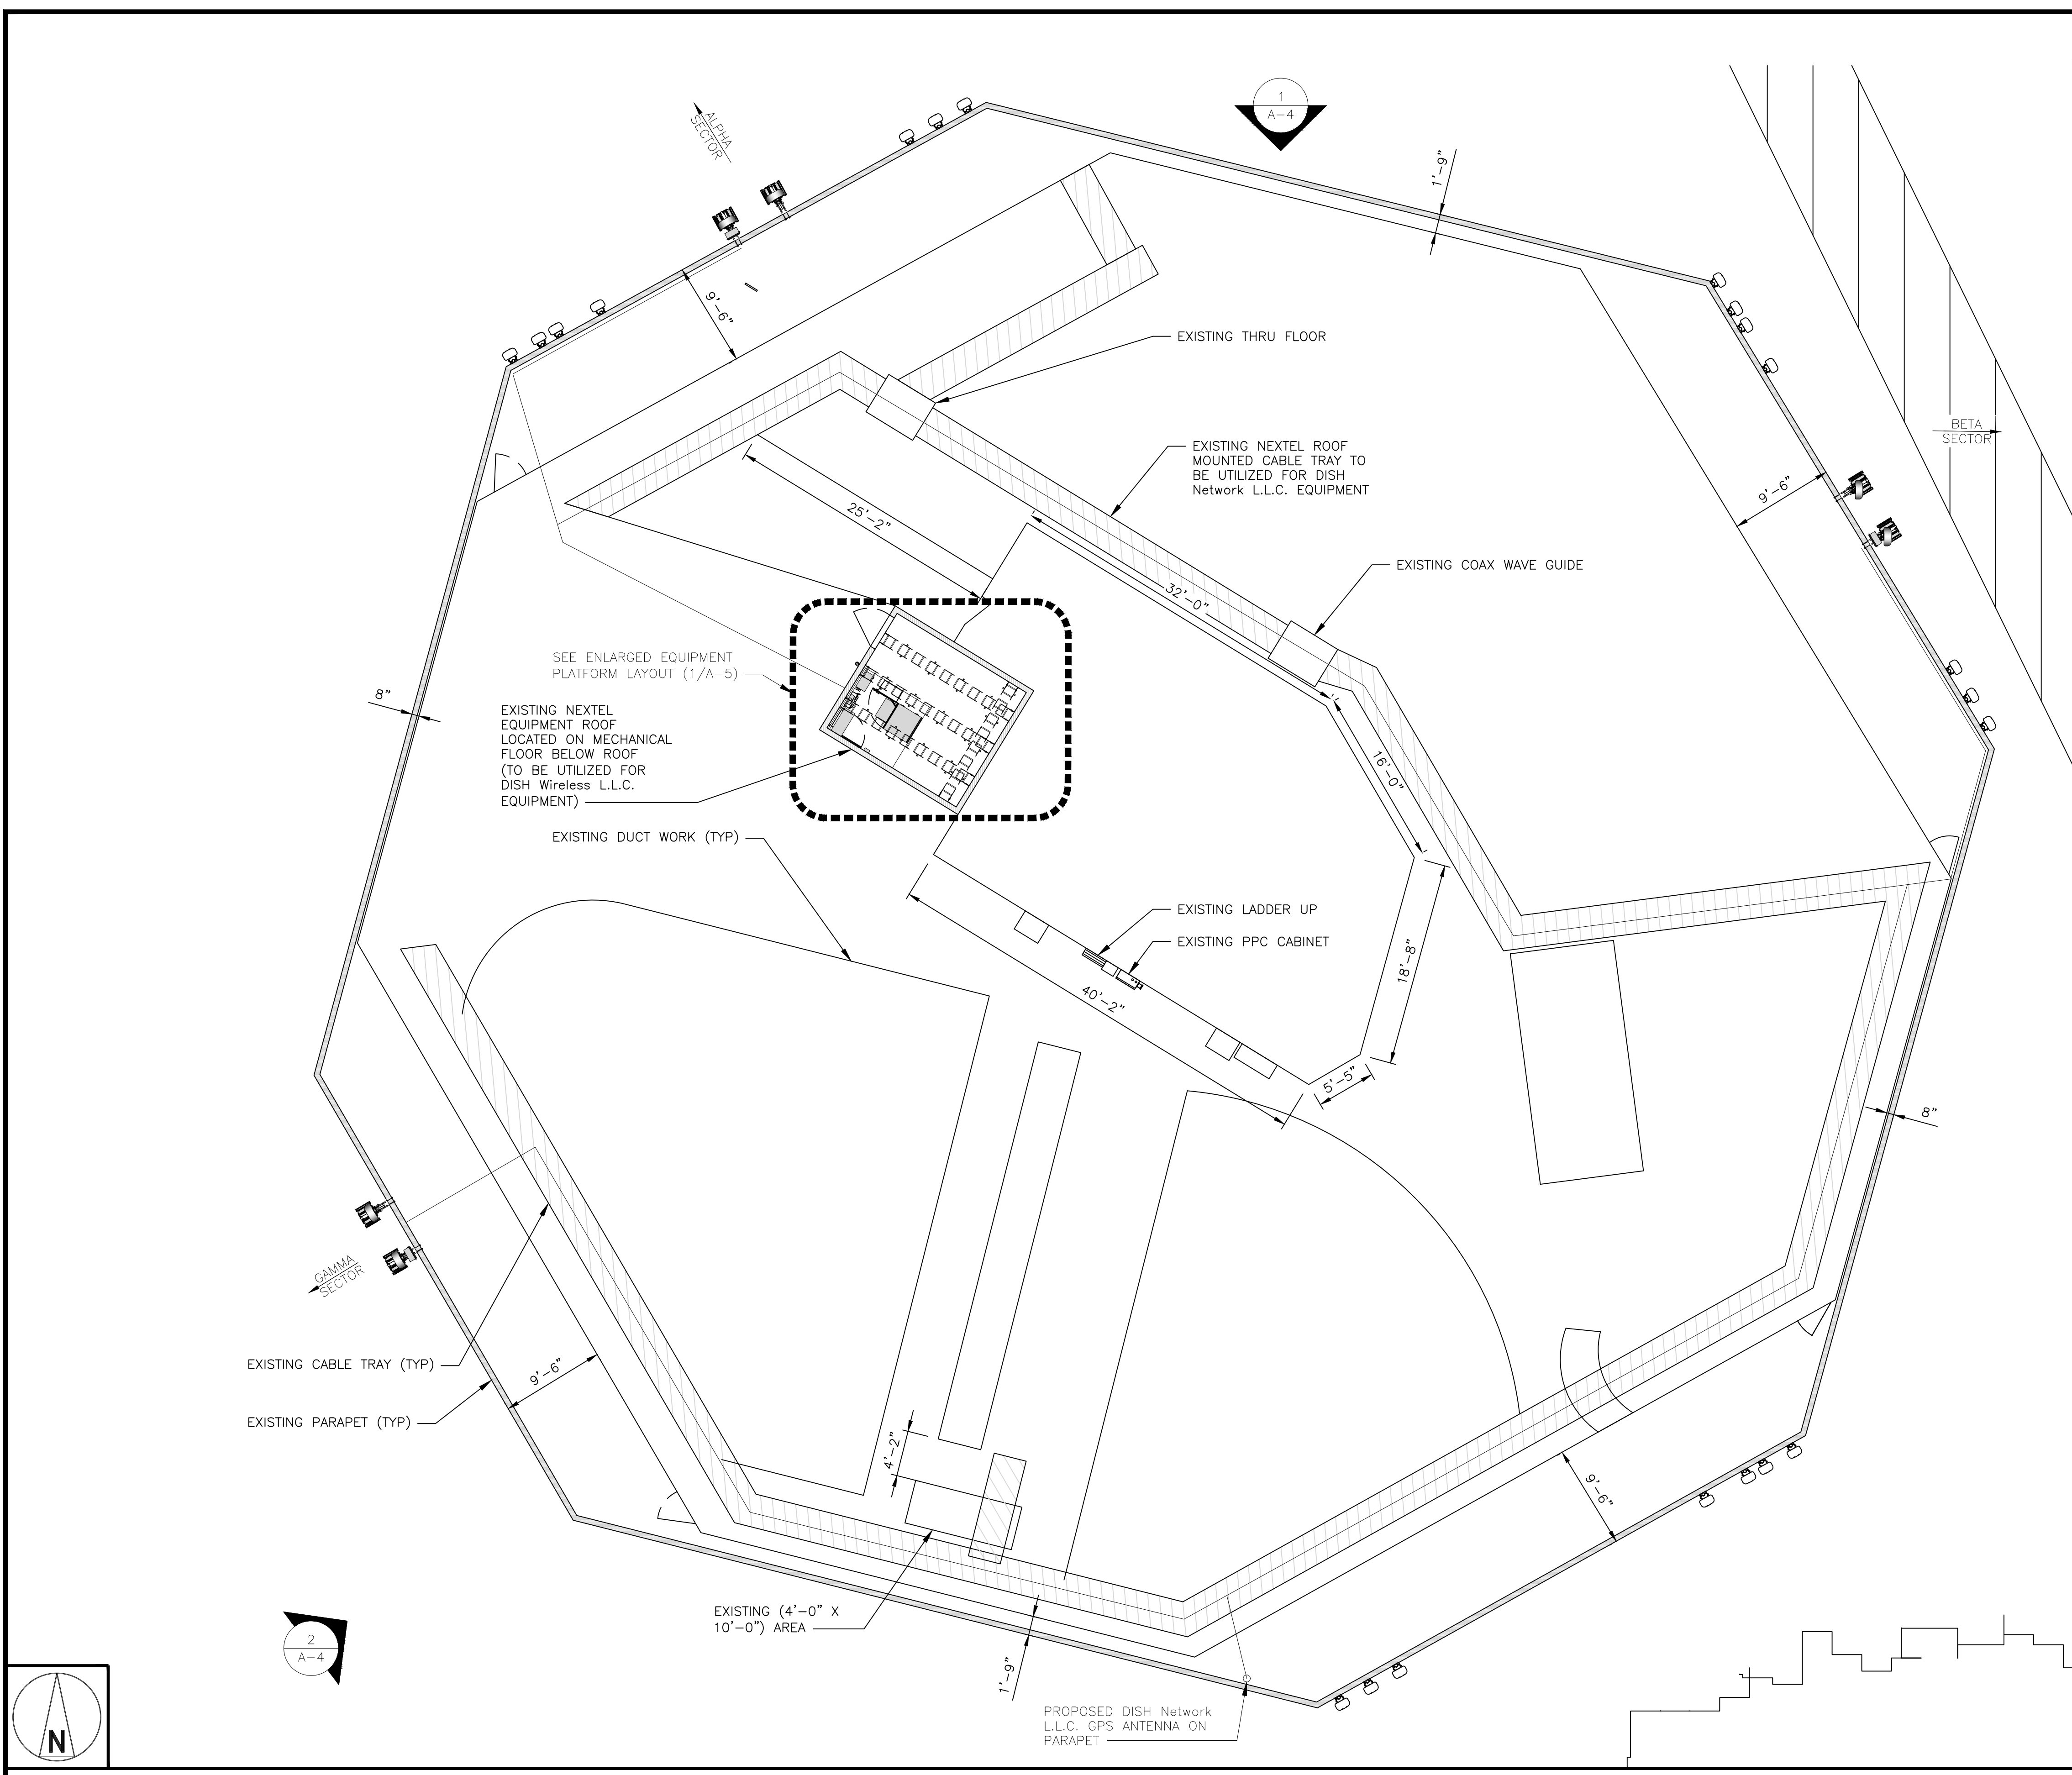 1
A-4
ALPHA
SECTOR
1'-9"
9'-6"
EXISTING THRU FLOOR
BETA
SECTOR
EXISTING NEXTEL ROOF
MOUNTED CABLE TRAY TO
BE UTILIZED FOR DISH
Network L.L.C. EQUIPMENT
9'-6"
25'-2"
EXISTING COAX WAVE GUIDE
32'-0"
SEE ENLARGED EQUIPMENT
PLATFORM LAYOUT (1/A-5)
8"
EXISTING NEXTEL
EQUIPMENT ROOF
LOCATED ON MECHANICAL
FLOOR BELOW ROOF
(TO BE UTILIZED FOR
DISH Wireless L.L.C.
EQUIPMENT)
16'-0"
EXISTING DUCT WORK (TYP)
EXISTING LADDER UP
EXISTING PPC CABINET
18'-8"
40'-2"
5'-5"
8"
GAMMA
SECTOR
EXISTING CABLE TRAY (TYP)
9'-6"
EXISTING PARAPET (TYP)
4'-2"
9'-6"
EXISTING (4'-0" X
10'-0") AREA
2
A-4
1'-9"
PROPOSED DISH Network
L.L.C. GPS ANTENNA ON
PARAPET
N